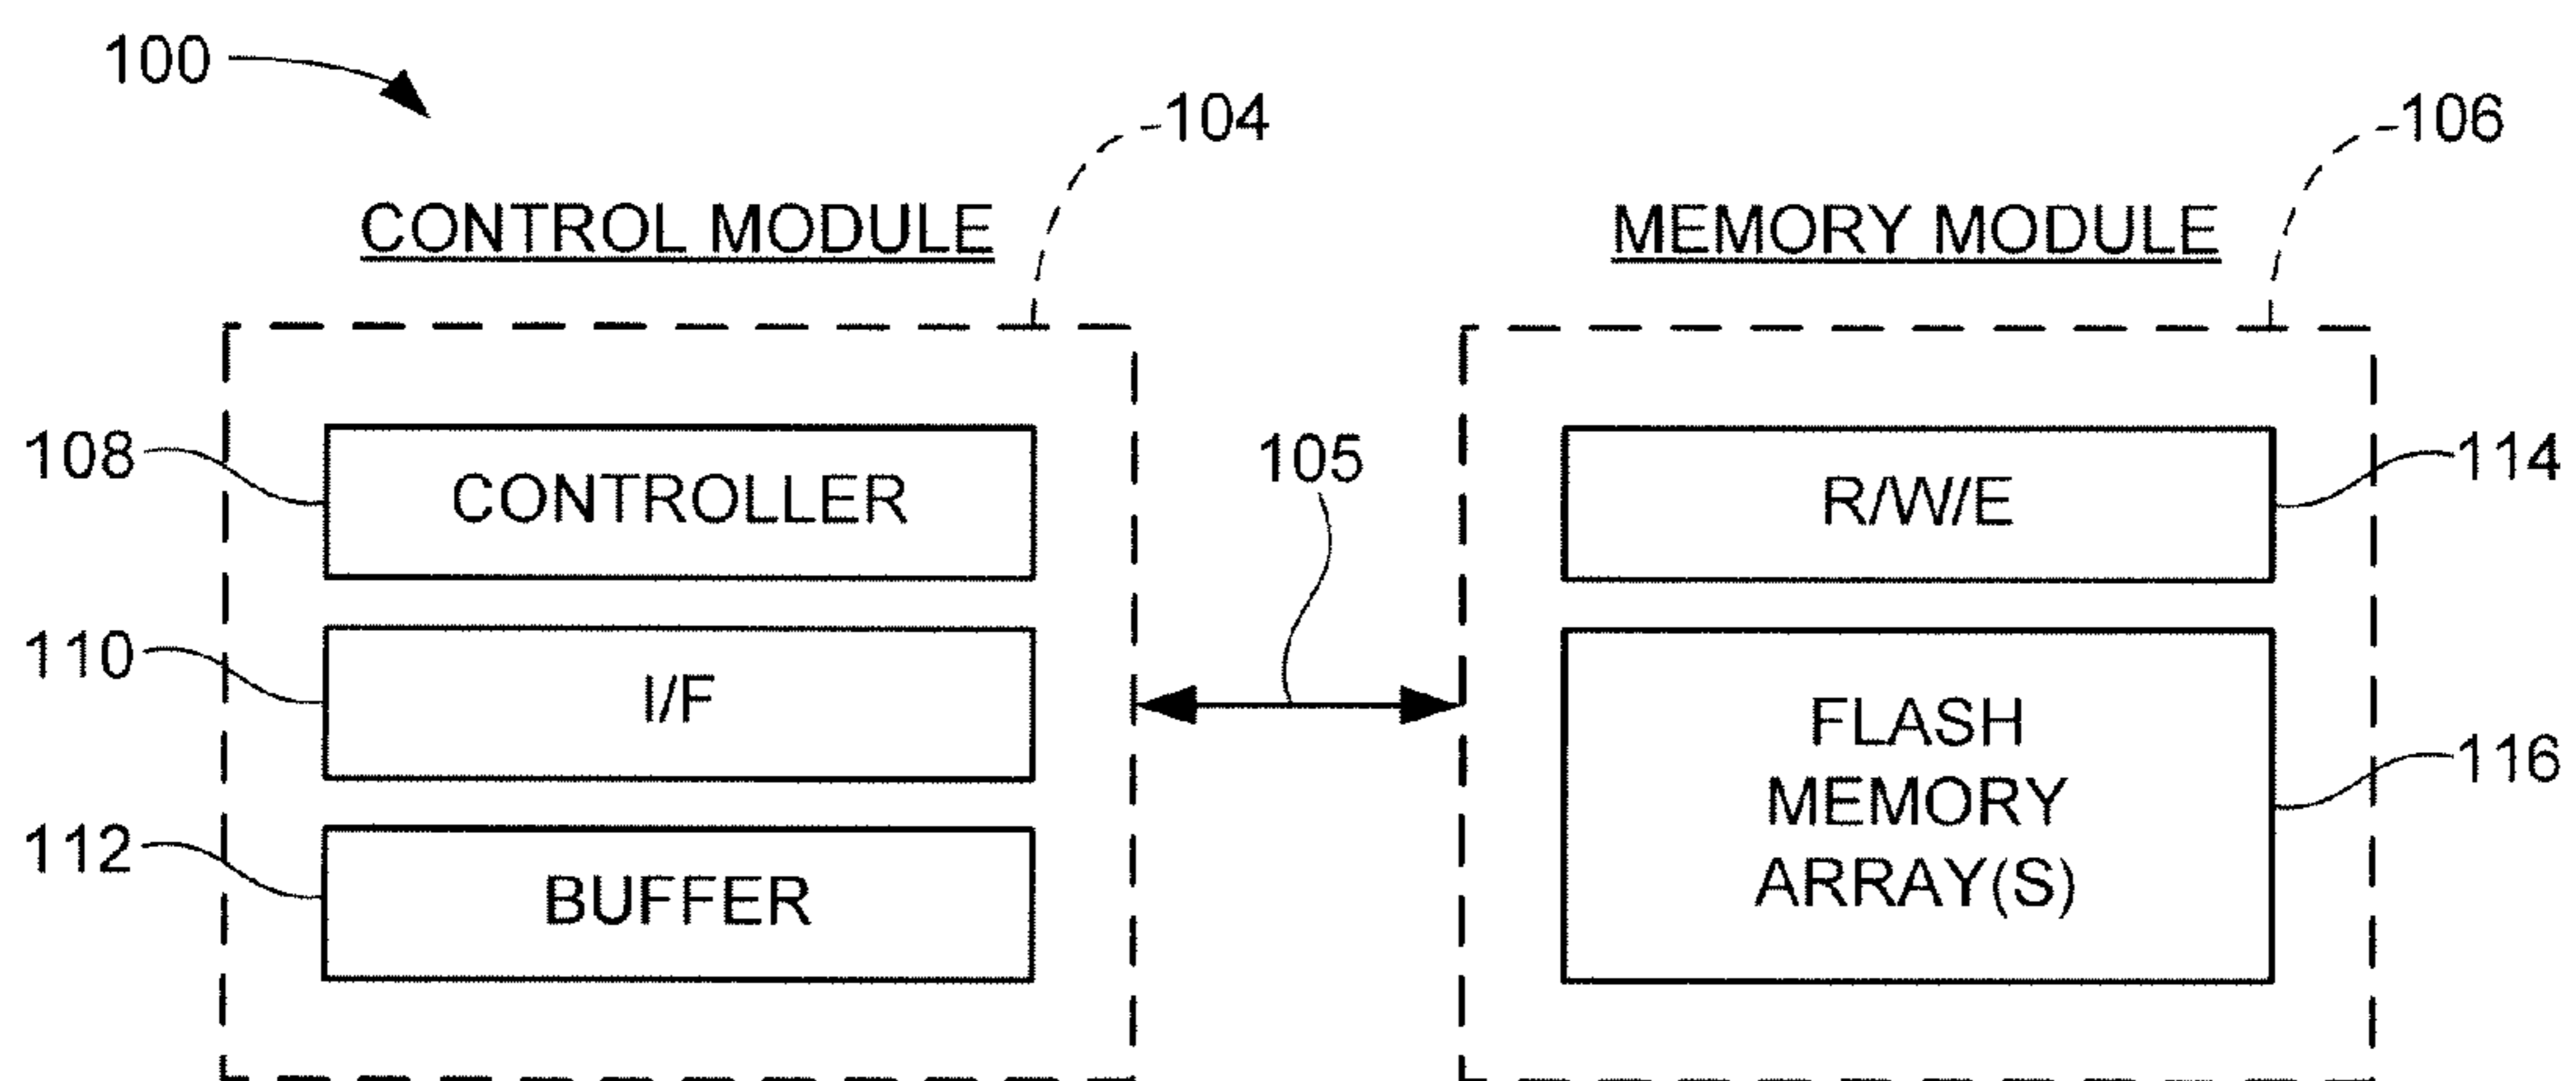 100
104
106
CONTROL MODULE
MEMORY MODULE
108
CONTROLLER
105
R/W/E
114
110
I/F
FLASH
MEMORY
ARRAY(S)
116
112
BUFFER